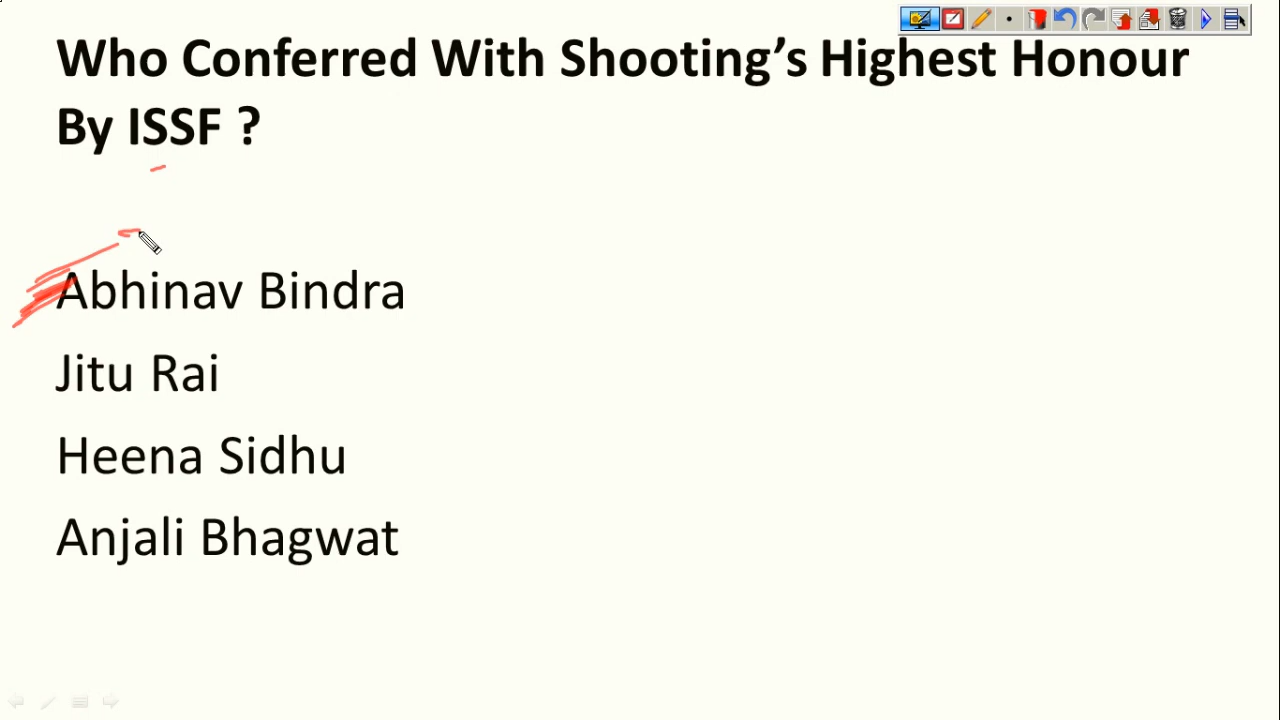 Who Conferred With Shooting’s Highest Honour
By ISSF ?
Abhinav Bindra
Jitu Rai
Heena Sidhu
Anjali Bhagwat